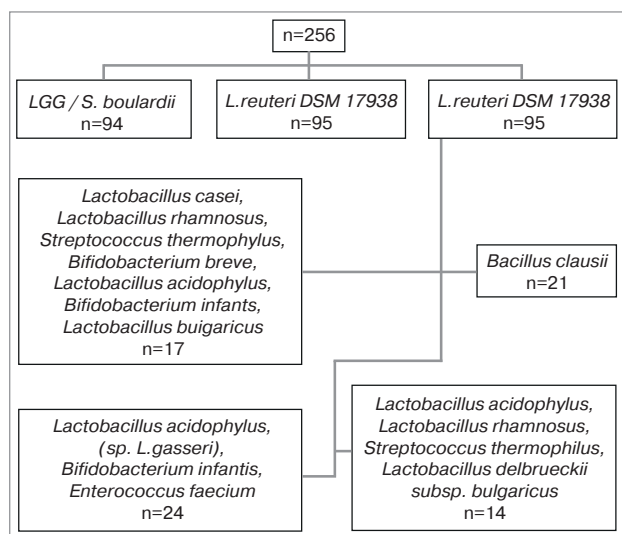 n=256
LGG / S. boulardii
n=94
L.reuteri DSM 17938
n=95
L.reuteri DSM 17938
n=95
Lactobacillus casei,
Lactobacillus rhamnosus,
Streptococcus thermophylus,
Bifidobacterium breve,
Lactobacillus acidophylus,
Bifidobacterium infants,
Lactobacillus buigaricus
n=17
Bacillus clausii
n=21
Lactobacillus acidophylus,
(sp. L.gasseri),
Bifidobacterium infantis,
Enterococcus faecium
n=24
Lactobacillus acidophylus,
Lactobacillus rhamnosus,
Streptococcus thermophilus,
Lactobacillus delbrueckii
subsp. bulgaricus
n=14